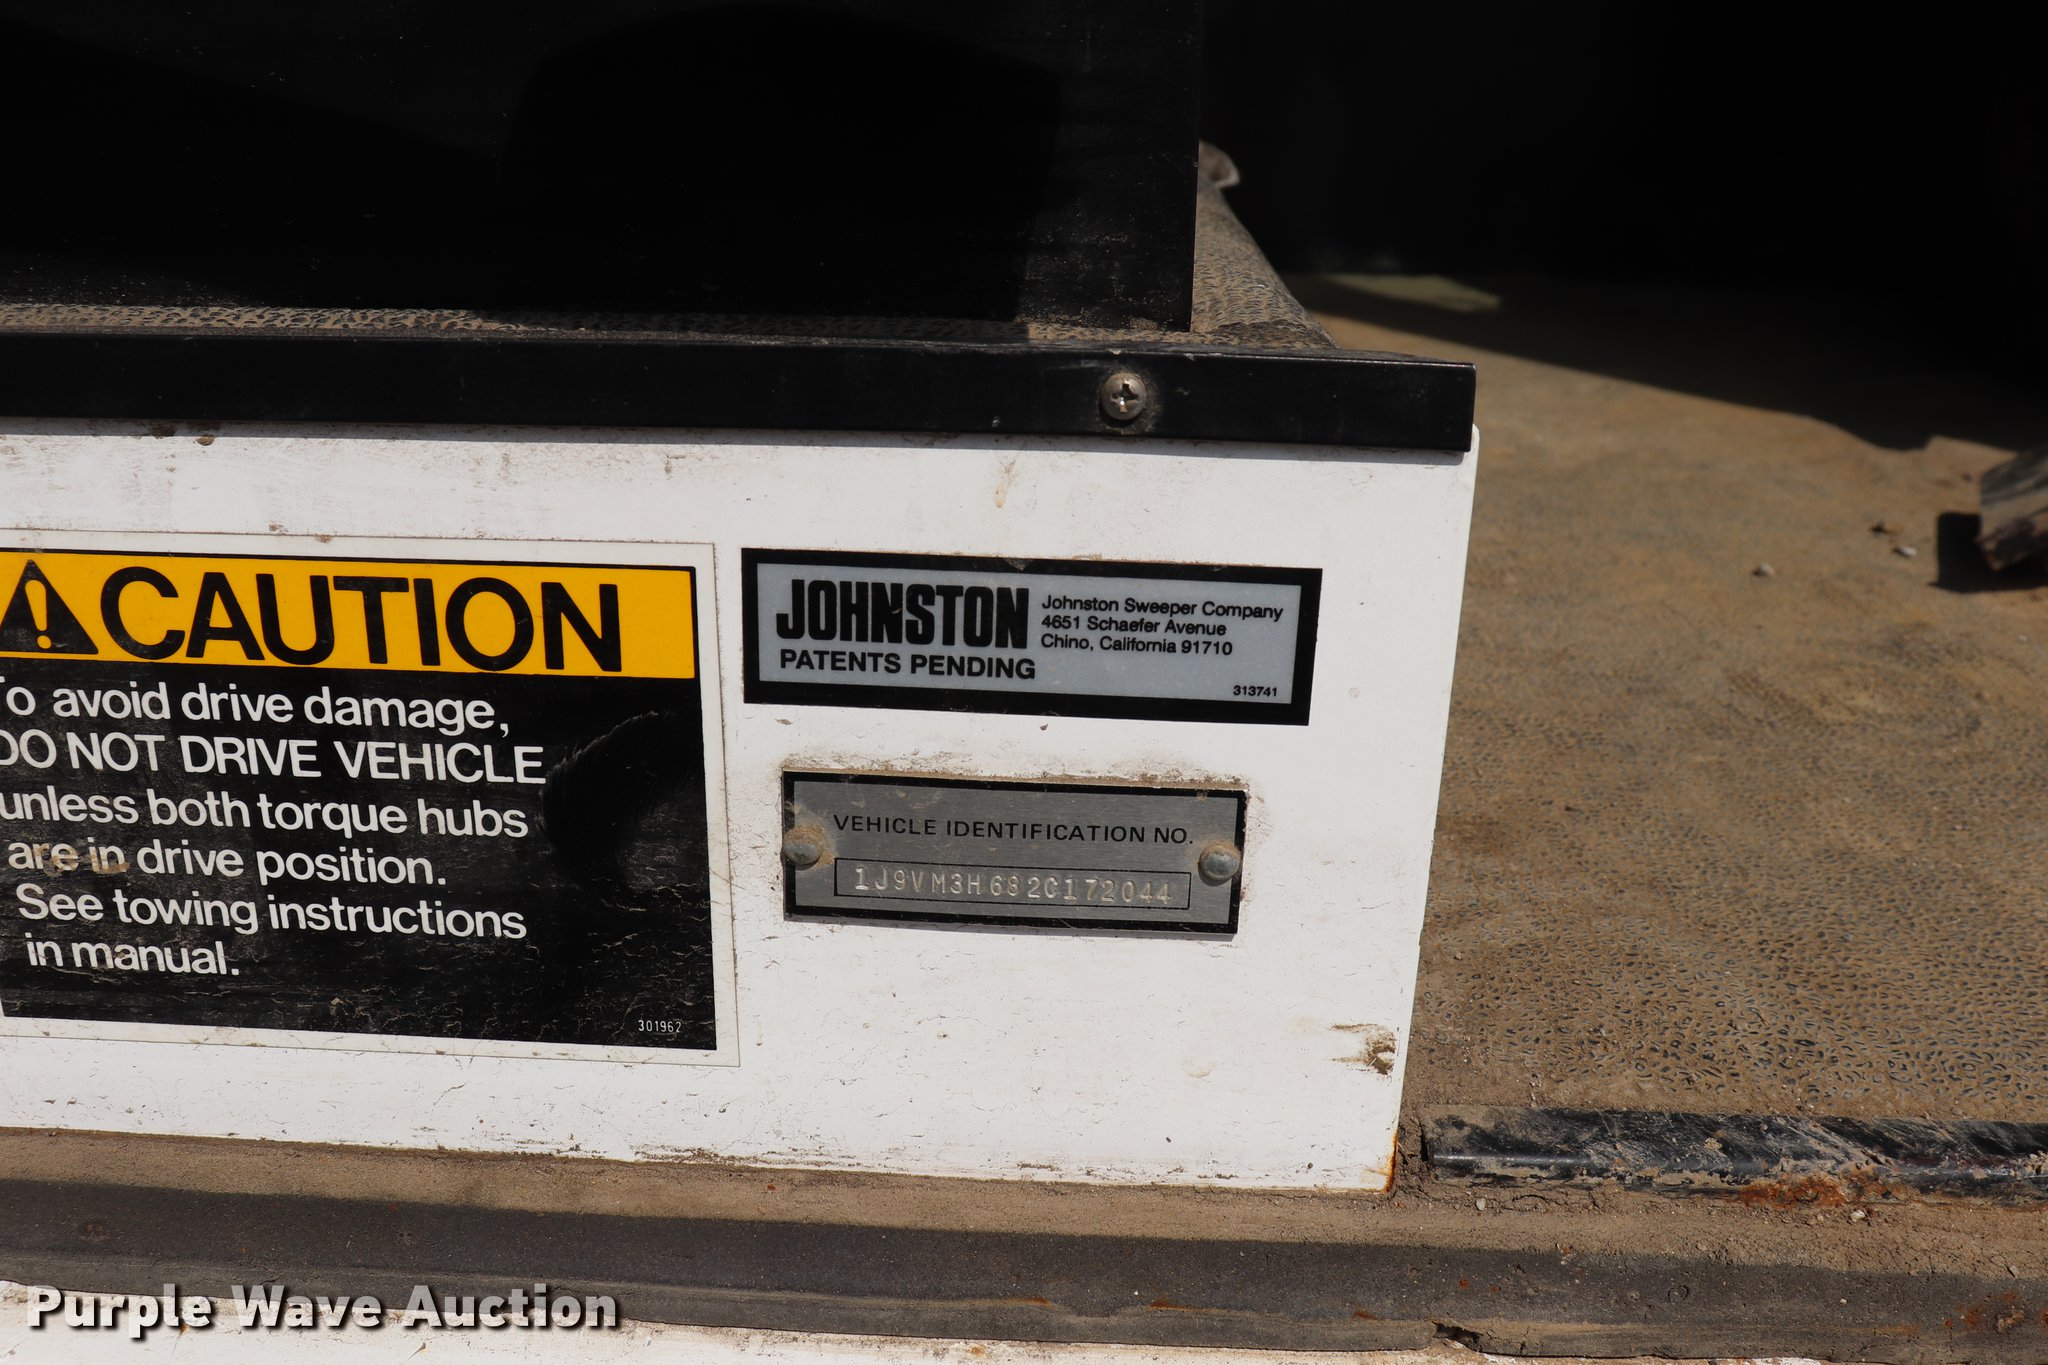 CAUTION
To avoid drive damage,
DO NOT DRIVE VEHICLE
unless both torque hubs
are in drive position.
See towing instructions
in manual.
301962
JOHNSTON
PATENTS PENDING
Johnston Sweeper Company
4651 Schaefer Avenue
Chino, California 91710
313741
VEHICLE IDENTIFICATION NO.
1J9VM3H682C172044
Purple Wave Auction